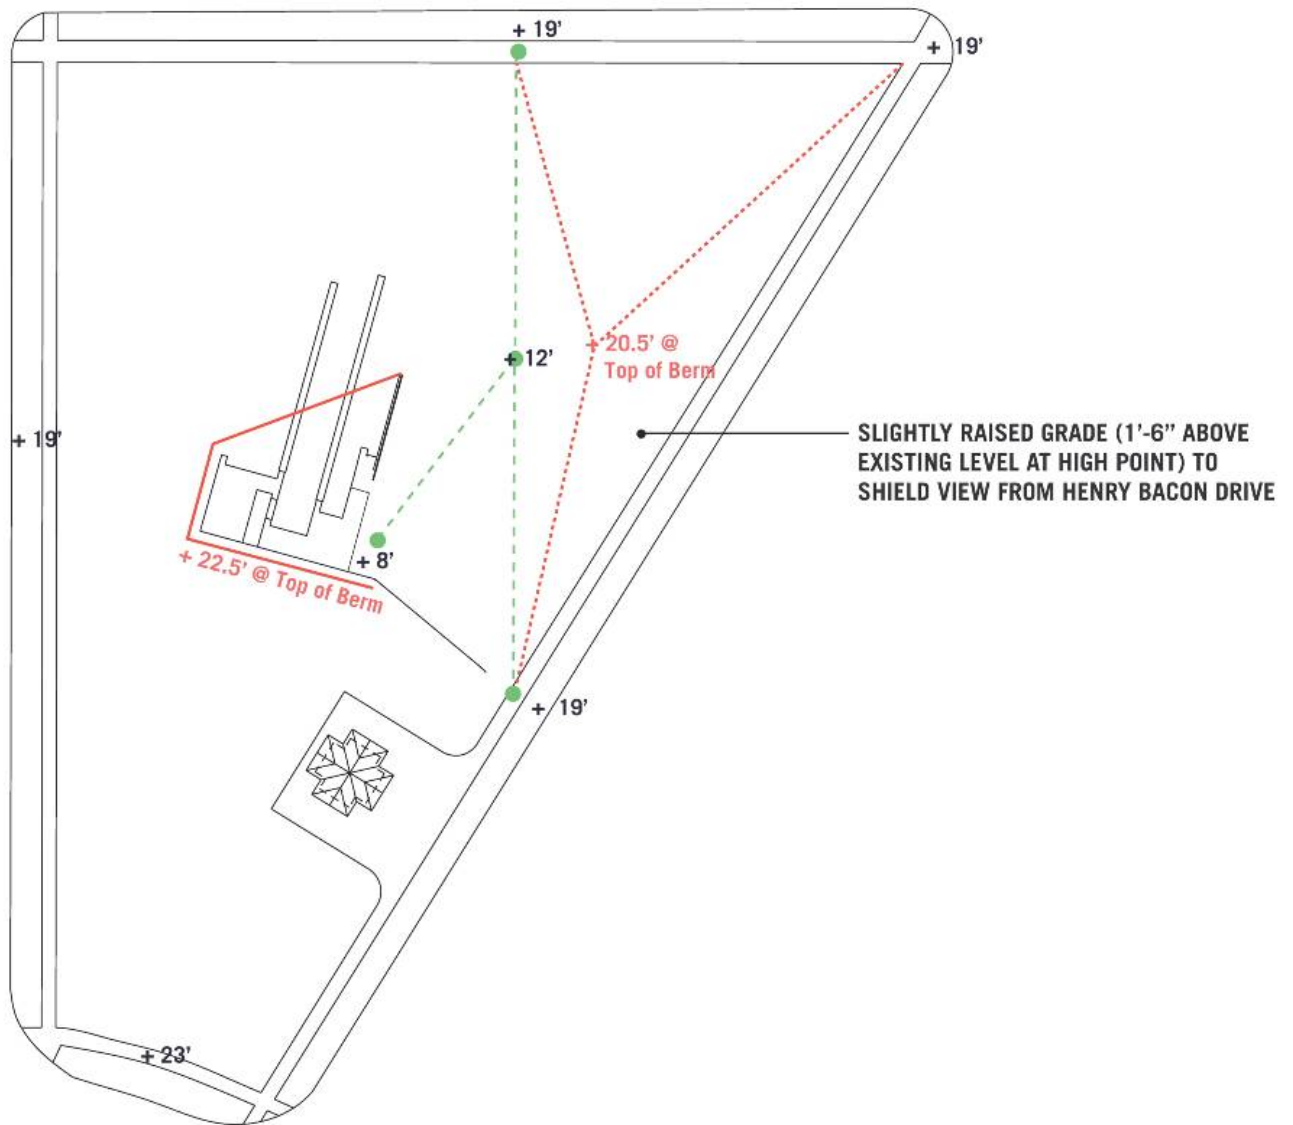 + 19'
+ 19'
+ 20.5' @
Top of Berm
+ 12'
SLIGHTLY RAISED GRADE (1'-6” ABOVE
EXISTING LEVEL AT HIGH POINT) TO
SHIELD VIEW FROM HENRY BACON DRIVE
+ 19'
+ 8'
+ 22.5' @ Top of Berm
+ 19'
+ 23'